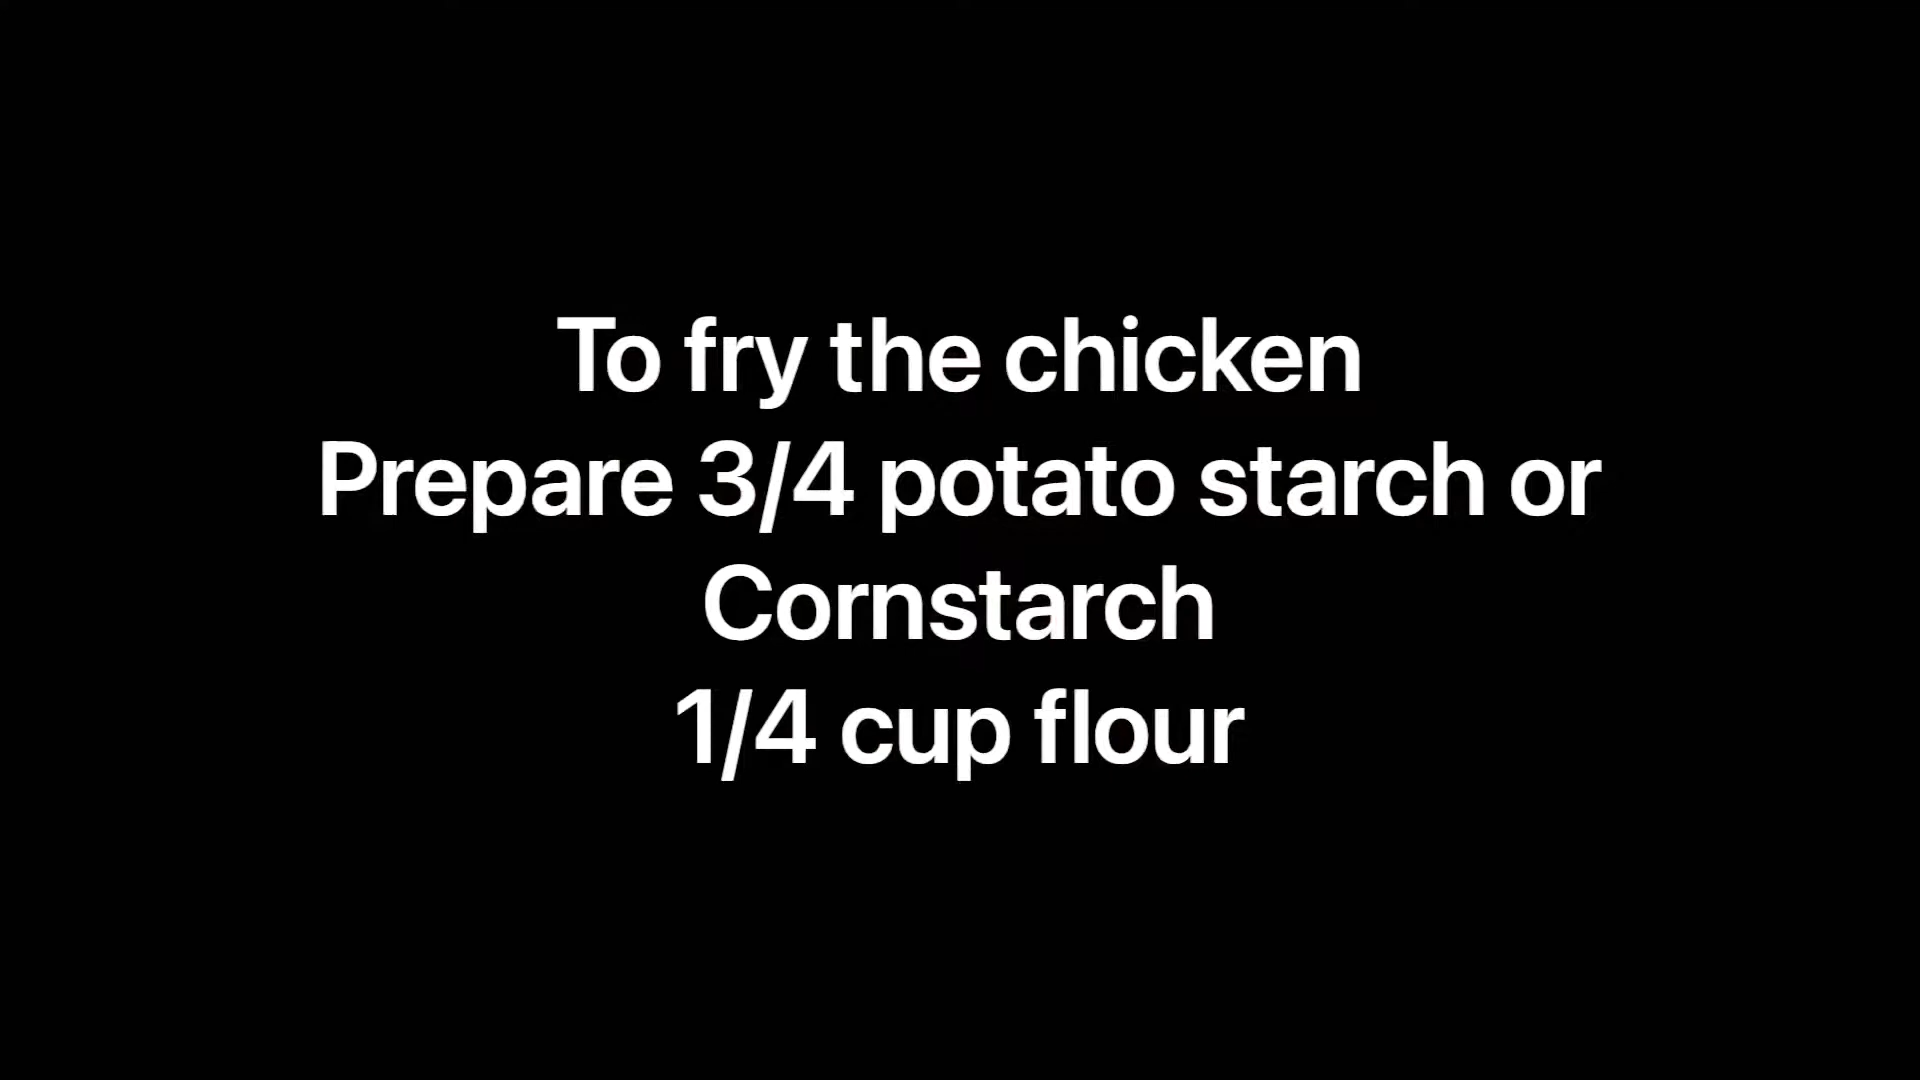 To fry the chicken
Prepare 3/4 potato starch or
Cornstarch
1/4 cup flour